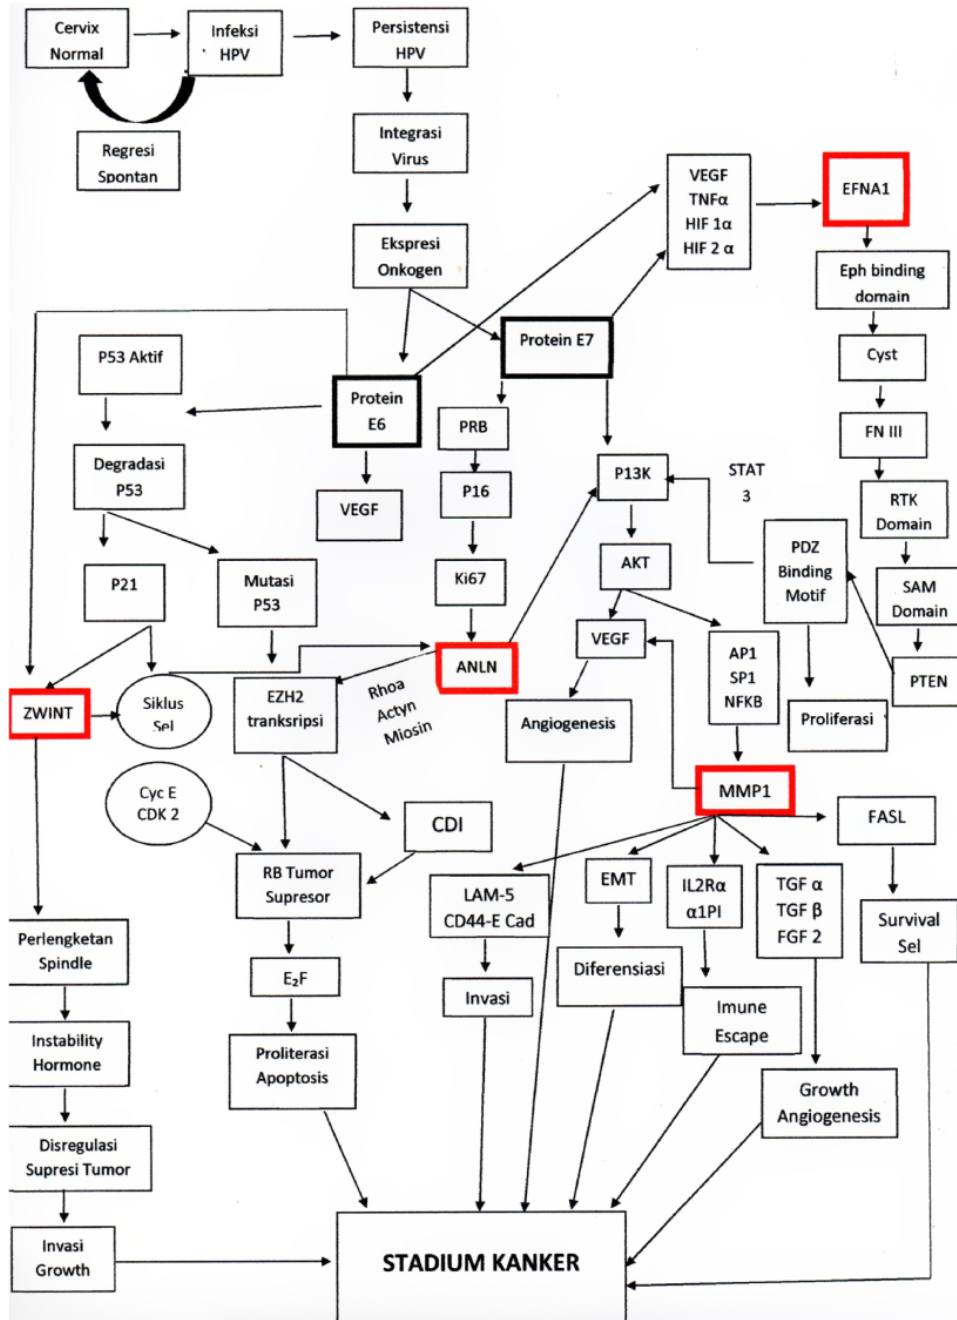 Cervix
Normal
Infeksi
HPV
Persistensi
HPV
Regresi
Spontan
Integrasi
Virus
VEGF
TNFα
HIF 1α
HIF 2 α
EFNA1
Ekspresi
Onkogen
Eph binding
domain
P53 Aktif
Protein E7
Cyst
Protein
E6
PRB
FN III
Degradasi
P53
VEGF
P16
P13K
STAT
3
RTK
Domain
P21
Mutasi
P53
Ki67
AKT
PDZ
Binding
Motif
SAM
Domain
VEGF
AP1
SP1
NFKB
PTEN
ZWINT
Siklus
Sel
EZH2
tranksripsi
Rhoa
Actyn
Miosin
ANLN
Angiogenesis
Proliferasi
Cyc E
CDK 2
CDI
MMP1
FASL
RB Tumor
Supresor
LAM-5
CD44-E Cad
EMT
IL2Rα
α1PI
TGF α
TGF β
FGF 2
Survival
Sel
Perlengketan
Spindle
E₂F
Invasi
Diferensiasi
Imune
Escape
Instability
Hormone
Proliterasi
Apoptosis
Growth
Angiogenesis
Disregulasi
Supresi Tumor
Invasi
Growth
STADIUM KANKER